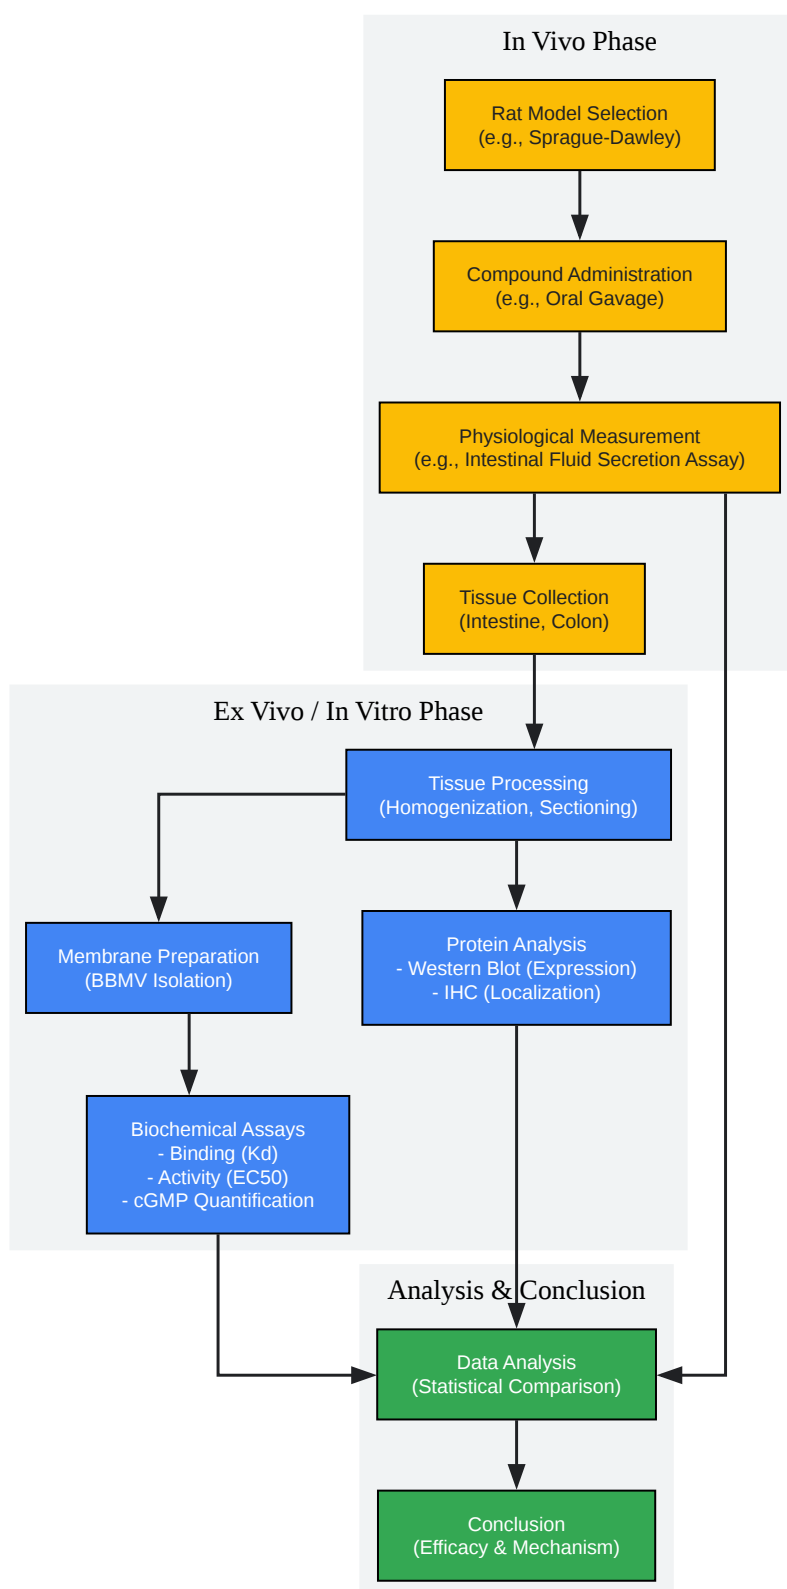 In Vivo Phase
Rat Model Selection
(e.g., Sprague-Dawley)
Compound Administration
(e.g., Oral Gavage)
Physiological Measurement
(e.g., Intestinal Fluid Secretion Assay)
Tissue Collection
(Intestine, Colon)
Ex Vivo / In Vitro Phase
Tissue Processing
(Homogenization, Sectioning)
Membrane Preparation
(BBMV Isolation)
Protein Analysis
- Western Blot (Expression)
- IHC (Localization)
Biochemical Assays
- Binding (Kd)
- Activity (EC50)
- cGMP Quantification
Analysis & Conclusion
Data Analysis
(Statistical Comparison)
Conclusion
(Efficacy & Mechanism)